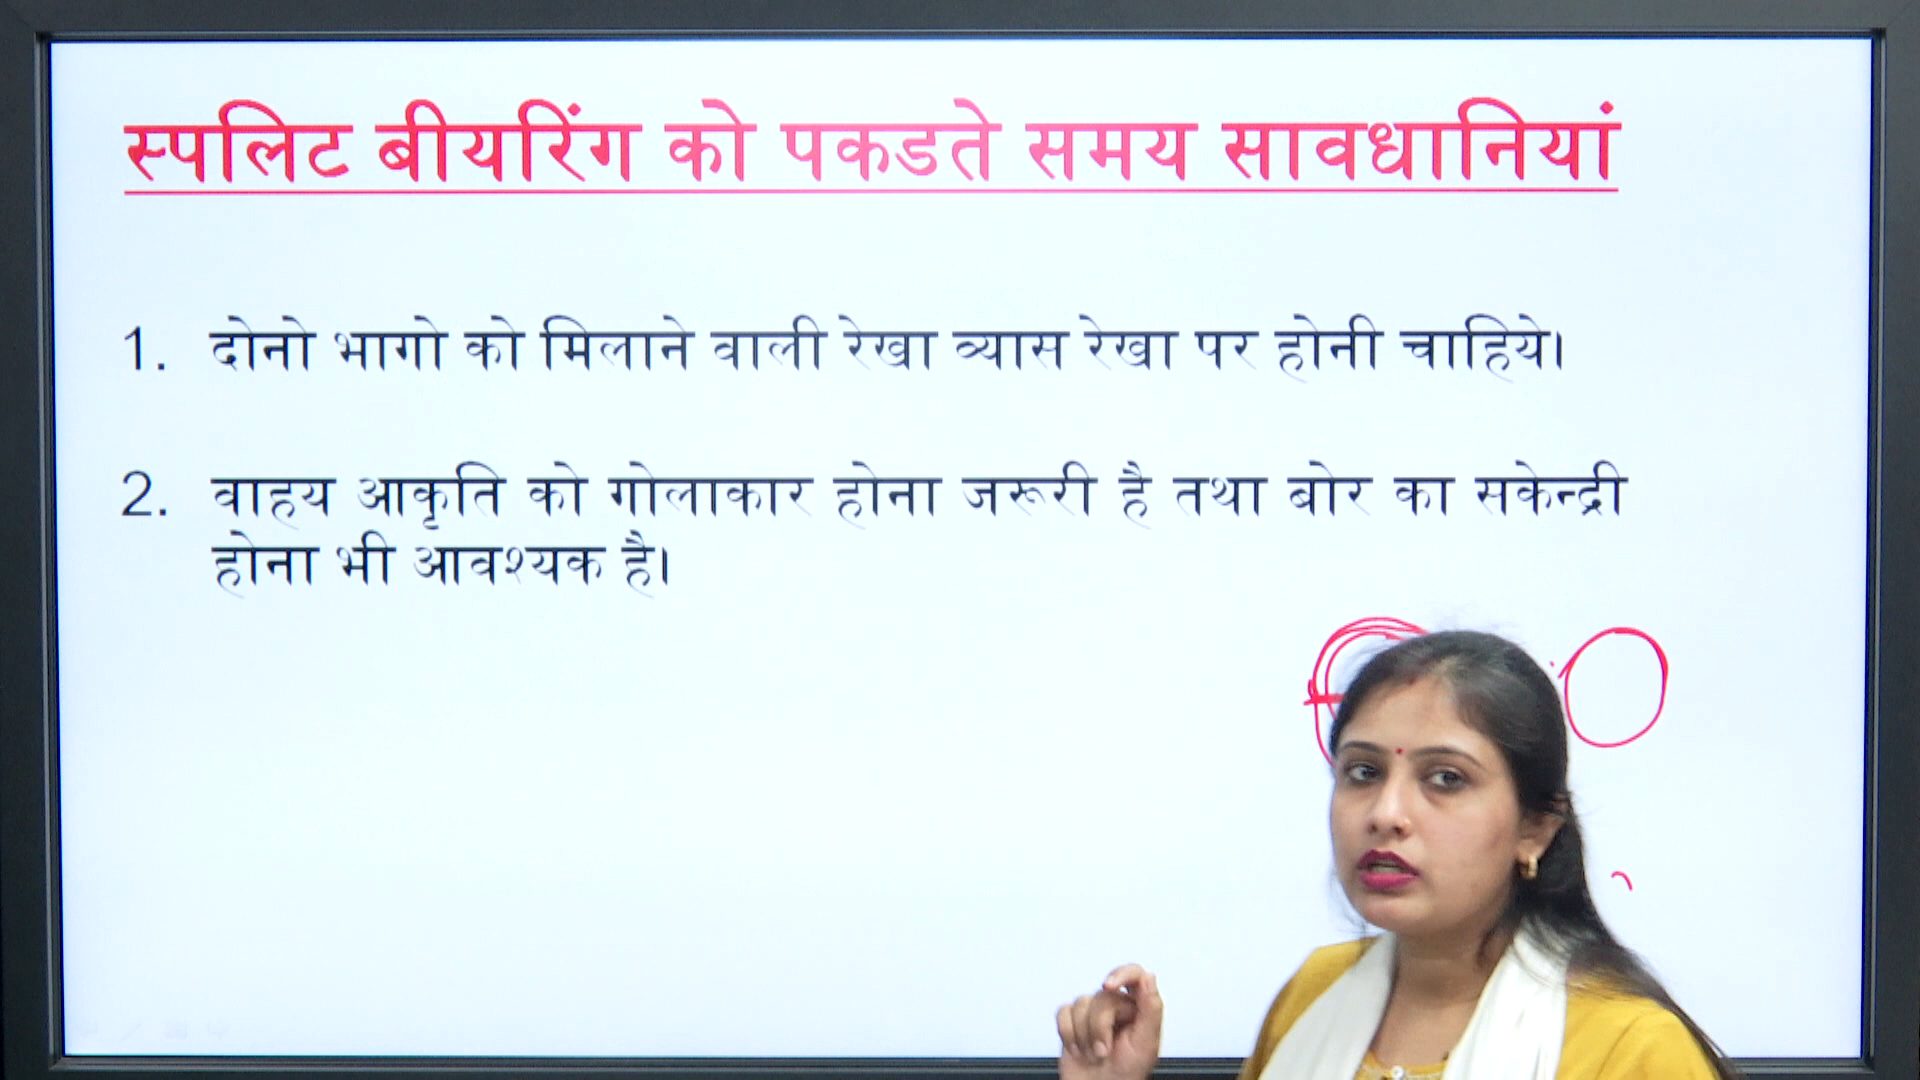 स्पलिट बीयरिंग को पकडते समय सावधानियां
1. दोनो भागो को मिलाने वाली रेखा व्यास रेखा पर होनी चाहिये।
2. वाहय आकृति को गोलाकार होना जरूरी है तथा बोर का सकेन्द्री
होना भी आवश्यक है।